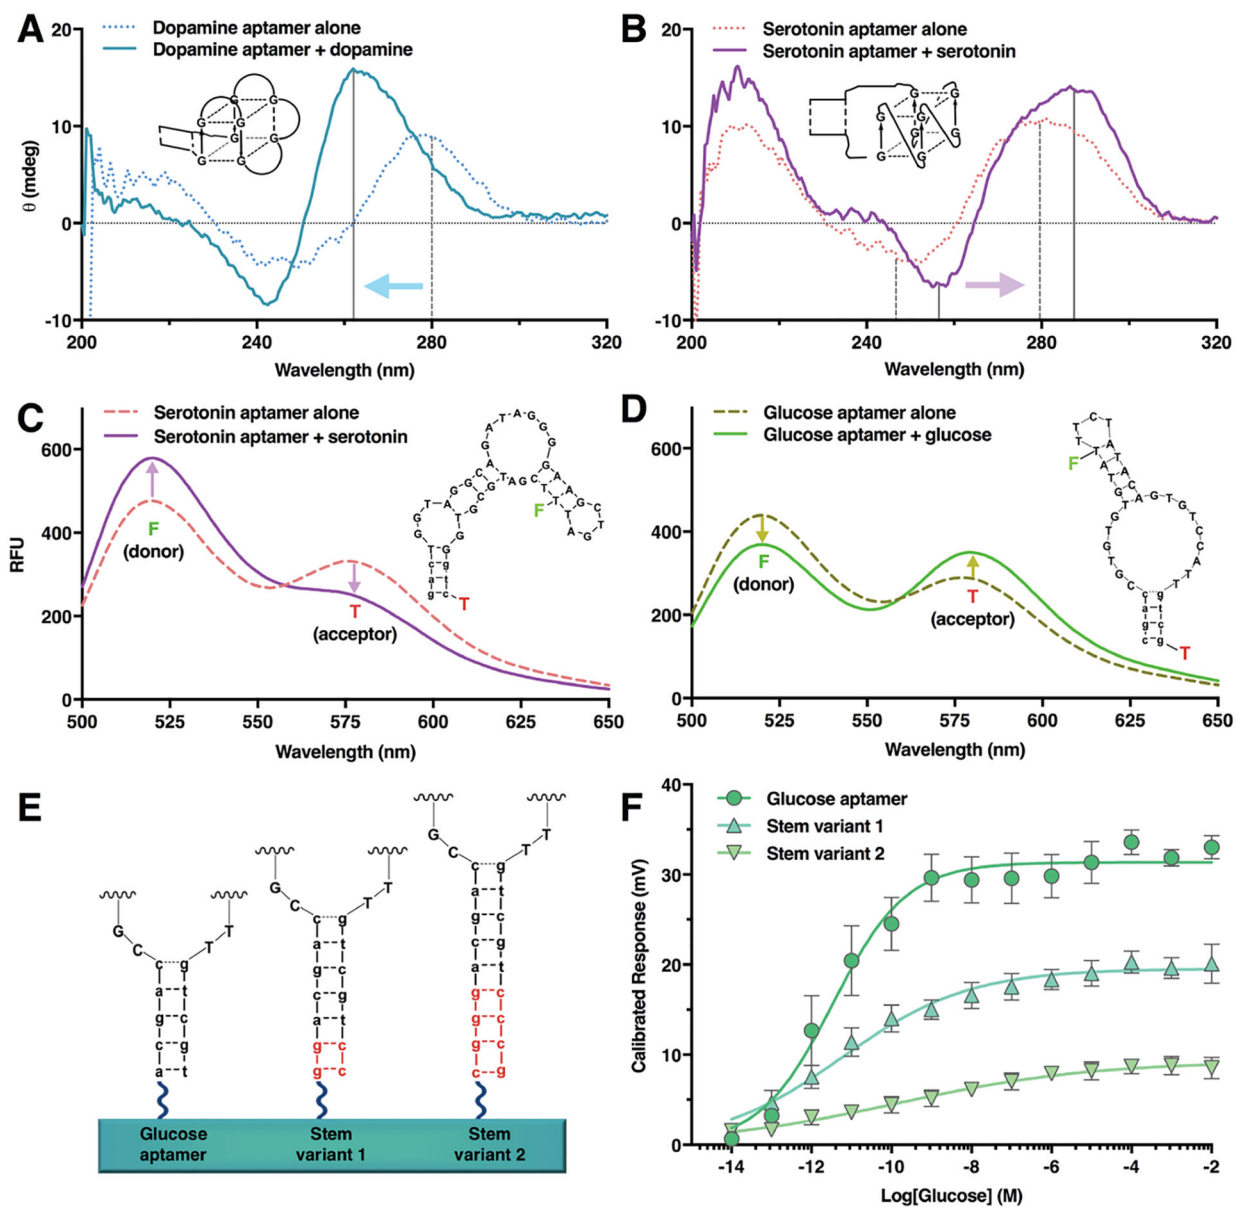 A
Dopamine aptamer alone
Dopamine aptamer + dopamine
20
10
0
-10
θ (mdeg)
200
240
280
320
Wavelength (nm)
G
G
G
G
G
G
G
B
Serotonin aptamer alone
Serotonin aptamer + serotonin
20
10
0
-10
200
240
280
320
Wavelength (nm)
G
G
G
G
G
G
G
C
Serotonin aptamer alone
Serotonin aptamer + serotonin
600
400
200
0
RFU
500
525
550
575
600
625
650
Wavelength (nm)
F
(donor)
T
(acceptor)
F
T
D
Glucose aptamer alone
Glucose aptamer + glucose
600
400
200
0
500
525
550
575
600
625
650
Wavelength (nm)
F
(donor)
T
(acceptor)
F
T
E
G C c a g c a
g t c g t T T
Glucose
aptamer
G C c a g c a g g
g t c g t c c T T
Stem
variant 1
G C c a g c a g g g c
g t c g t c c c g T T
Stem
variant 2
F
Glucose aptamer
Stem variant 1
Stem variant 2
40
30
20
10
0
Calibrated Response (mV)
-14
-12
-10
-8
-6
-4
-2
Log[Glucose] (M)